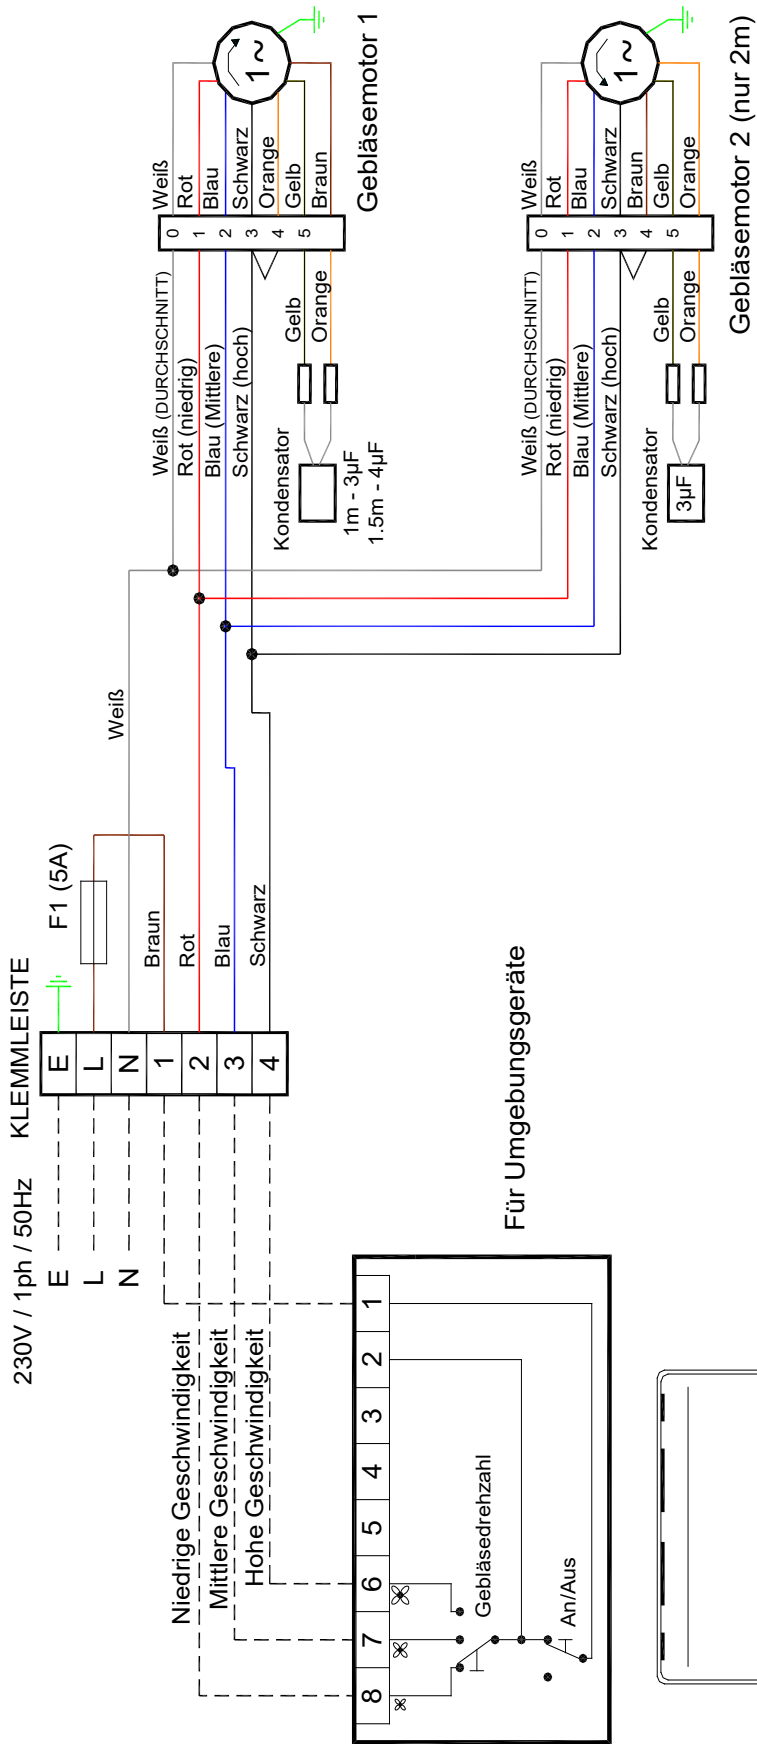 230V / 1ph / 50Hz
KLEMMLEISTE
E
L
N
E
L
N
1
2
3
4
F1 (5A)
Weiß
Braun
Rot
Blau
Schwarz
Niedrige Geschwindigkeit
Mittlere Geschwindigkeit
Hohe Geschwindigkeit
8
7
6
5
4
3
2
1
Gebläsedrehzahl
An/Aus
Für Umgebungsgeräte
Weiß (DURCHSCHNITT)
Rot (niedrig)
Blau (Mittlere)
Schwarz (hoch)
Kondensator
1m - 3µF
1.5m - 4µF
Gelb
Orange
0
1
2
3
4
5
Weiß
Rot
Blau
Schwarz
Orange
Gelb
Braun
1~
Gebläsemotor 1
Weiß (DURCHSCHNITT)
Rot (niedrig)
Blau (Mittlere)
Schwarz (hoch)
Kondensator
3µF
Gelb
Orange
0
1
2
3
4
5
Weiß
Rot
Blau
Schwarz
Braun
Gelb
Orange
1~
Gebläsemotor 2 (nur 2m)